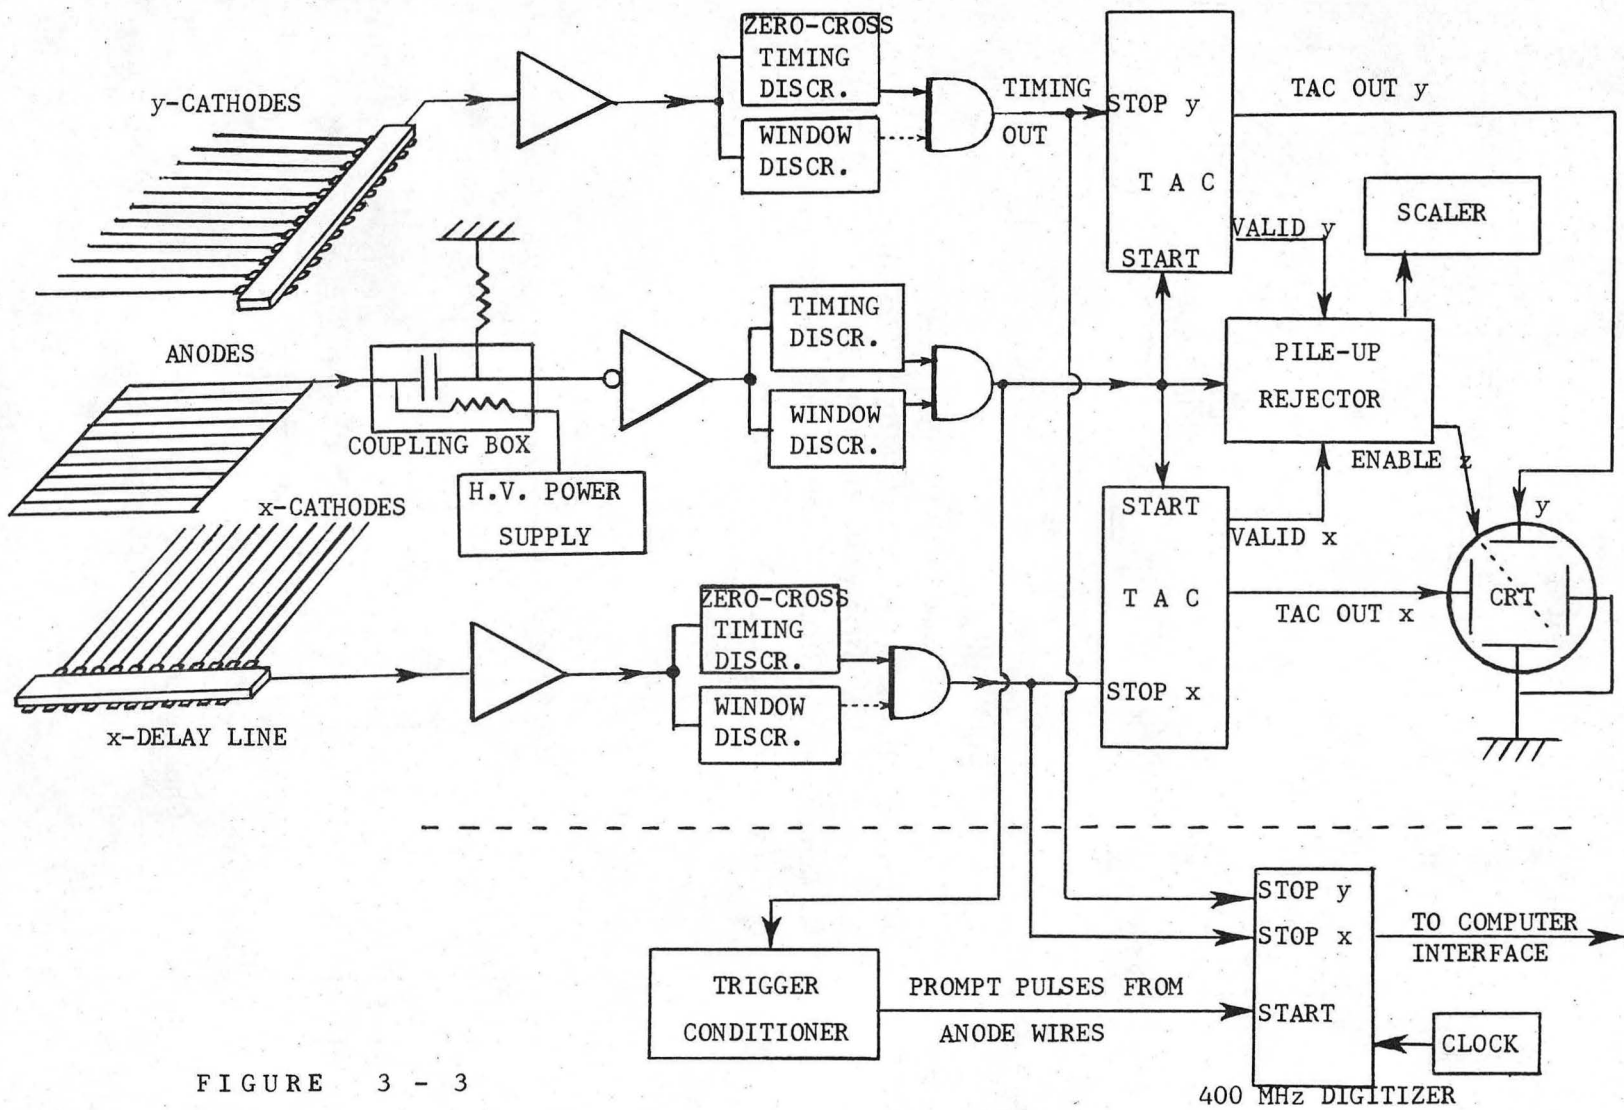 ZERO-CROSS
TIMING
DISCR.
WINDOW
DISCR.
TIMING
OUT
STOP y
T A C
START
TAC OUT y
VALID y
SCALER
y-CATHODES
ANODES
COUPLING BOX
H.V. POWER
SUPPLY
TIMING
DISCR.
WINDOW
DISCR.
PILE-UP
REJECTOR
ENABLE z
x-CATHODES
x-DELAY LINE
ZERO-CROSS
TIMING
DISCR.
WINDOW
DISCR.
START
T A C
STOP x
VALID x
TAC OUT x
y
CRT
TRIGGER
CONDITIONER
PROMPT PULSES FROM
ANODE WIRES
STOP y
STOP x
START
TO COMPUTER
INTERFACE
CLOCK
400 MHz DIGITIZER
FIGURE 3 - 3